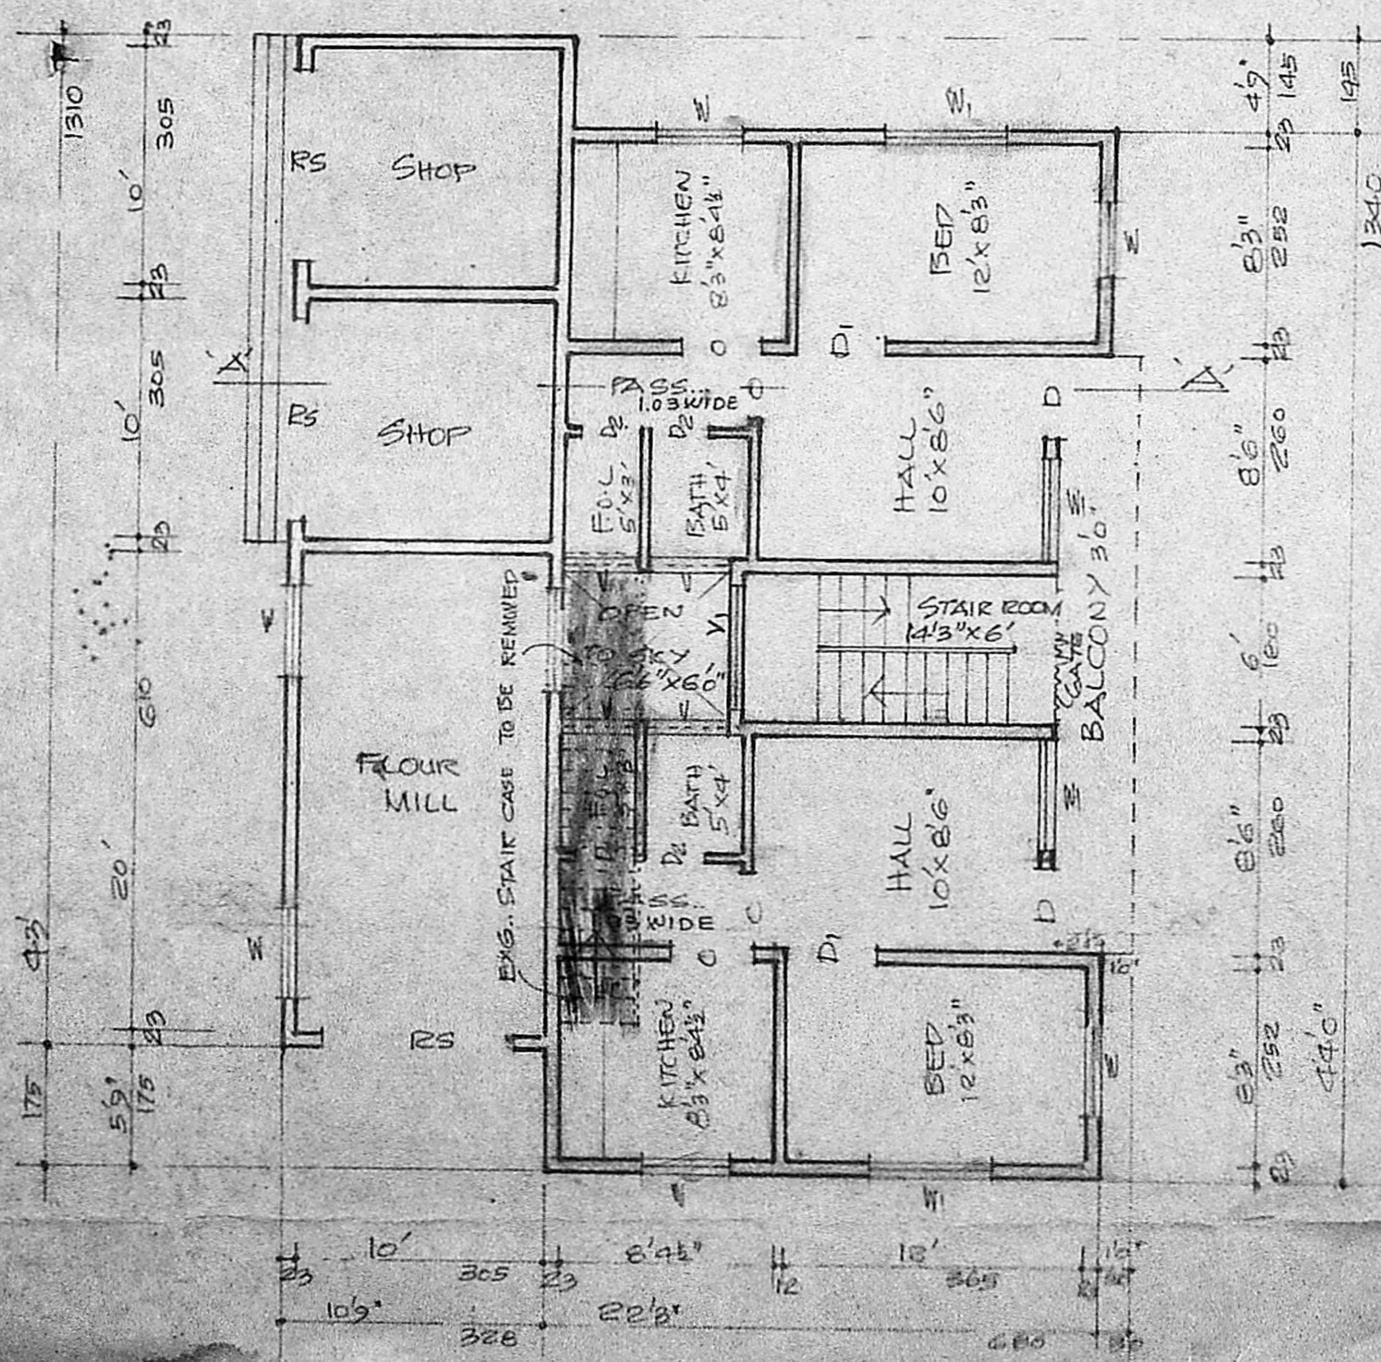 23
4'9"
145
195
1310
305
10'
RS
SHOP
KITCHEN
8'3"X8'4½"
BED
12'X8'3"
W
W1
W
23
8'3"
252
1340
23
O
D1
23
'A'
'A'
305
10'
RS
SHOP
PASS...
1.03 WIDE
D2
D2
HALL
10'X8'6"
D
W
8'6"
260
BATH
5'X4'
5'X3'
23
23
EXG.. STAIR CASE TO BE REMOVED
OPEN
V1
STAIR ROOM
14'3"X6'
GATE
BALCONY 3'0"
6'
23
610
20'
FLOUR
MILL
BATH
5'X4'
D2
HALL
10'X8'6"
D
W
8'6"
260
WIDE
O
D1
W
43'
23
23
RS
KITCHEN
8'3"X8'4½"
BED
12'X8'3"
W
8'3"
252
44'0"
175
5'9"
175
W1
23
10'
8'4½"
23
305
23
12
365
10'9"
22'3"
328
680